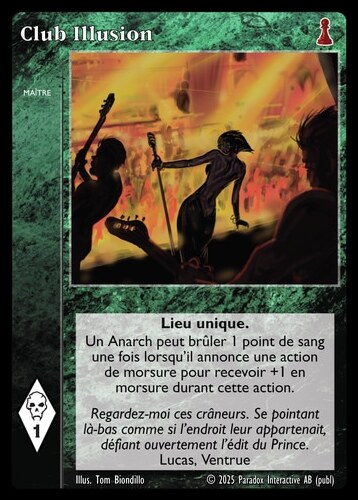 Club Illusion
MAÎTRE
Lieu unique.
Un Anarch peut brûler 1 point de sang
une fois lorsqu'il annonce une action
de morsure pour recevoir +1 en
morsure durant cette action.
Regardez-moi ces crâneurs. Se pointant
là-bas comme si l'endroit leur appartenait,
défiant ouvertement l'édit du Prince.
Lucas, Ventrue
1
Illus. Tom Biondillo
© 2025 Paradox Interactive AB (publ)